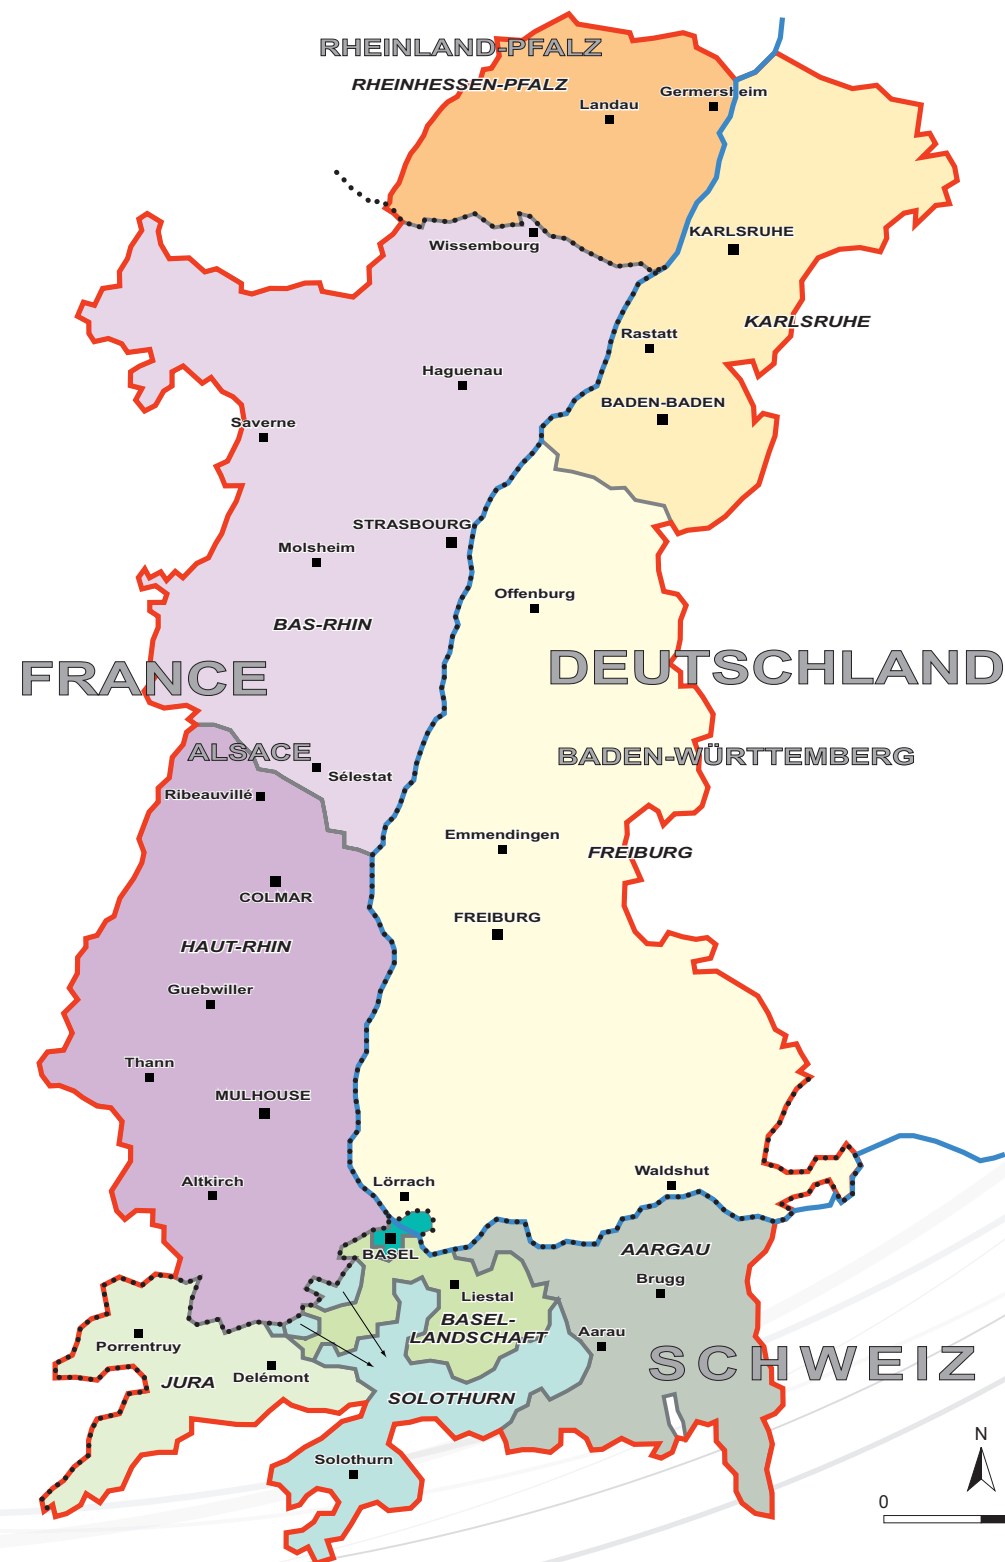 RHEINLAND-PFALZ
RHEINHESSEN-PFALZ
Germersheim
Landau
KARLSRUHE
Wissembourg
KARLSRUHE
Rastatt
Haguenau
BADEN-BADEN
Saverne
STRASBOURG
Molsheim
Offenburg
BAS-RHIN
FRANCE
DEUTSCHLAND
ALSACE
BADEN-WÜRTTEMBERG
Sélestat
Ribeauvillé
Emmendingen
FREIBURG
COLMAR
FREIBURG
HAUT-RHIN
Guebwiller
Thann
MULHOUSE
Waldshut
Altkirch
Lörrach
AARGAU
BASEL
Brugg
Liestal
BASEL-
LANDSCHAFT
Aarau
Porrentruy
SCHWEIZ
Delémont
JURA
SOLOTHURN
N
Solothurn
0